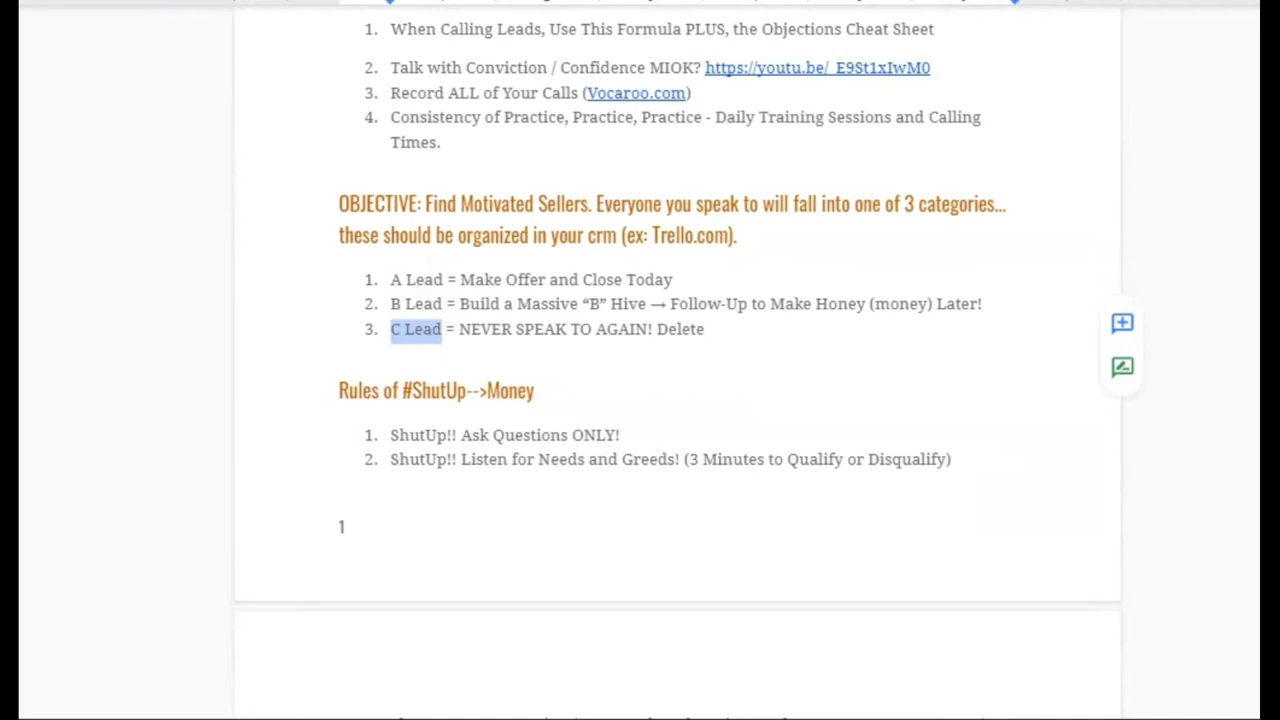 1. When Calling Leads, Use This Formula PLUS, the Objections Cheat Sheet
2. Talk with Conviction / Confidence MIOK? https://youtu.be/_E9St1xIwM0
3. Record ALL of Your Calls (Vocaroo.com)
4. Consistency of Practice, Practice, Practice - Daily Training Sessions and Calling
Times.
OBJECTIVE: Find Motivated Sellers. Everyone you speak to will fall into one of 3 categories...
these should be organized in your crm (ex: Trello.com).
1. A Lead = Make Offer and Close Today
2. B Lead = Build a Massive “B” Hive → Follow-Up to Make Honey (money) Later!
3. C Lead = NEVER SPEAK TO AGAIN! Delete
Rules of #ShutUp-->Money
1. ShutUp!! Ask Questions ONLY!
2. ShutUp!! Listen for Needs and Greeds! (3 Minutes to Qualify or Disqualify)
1